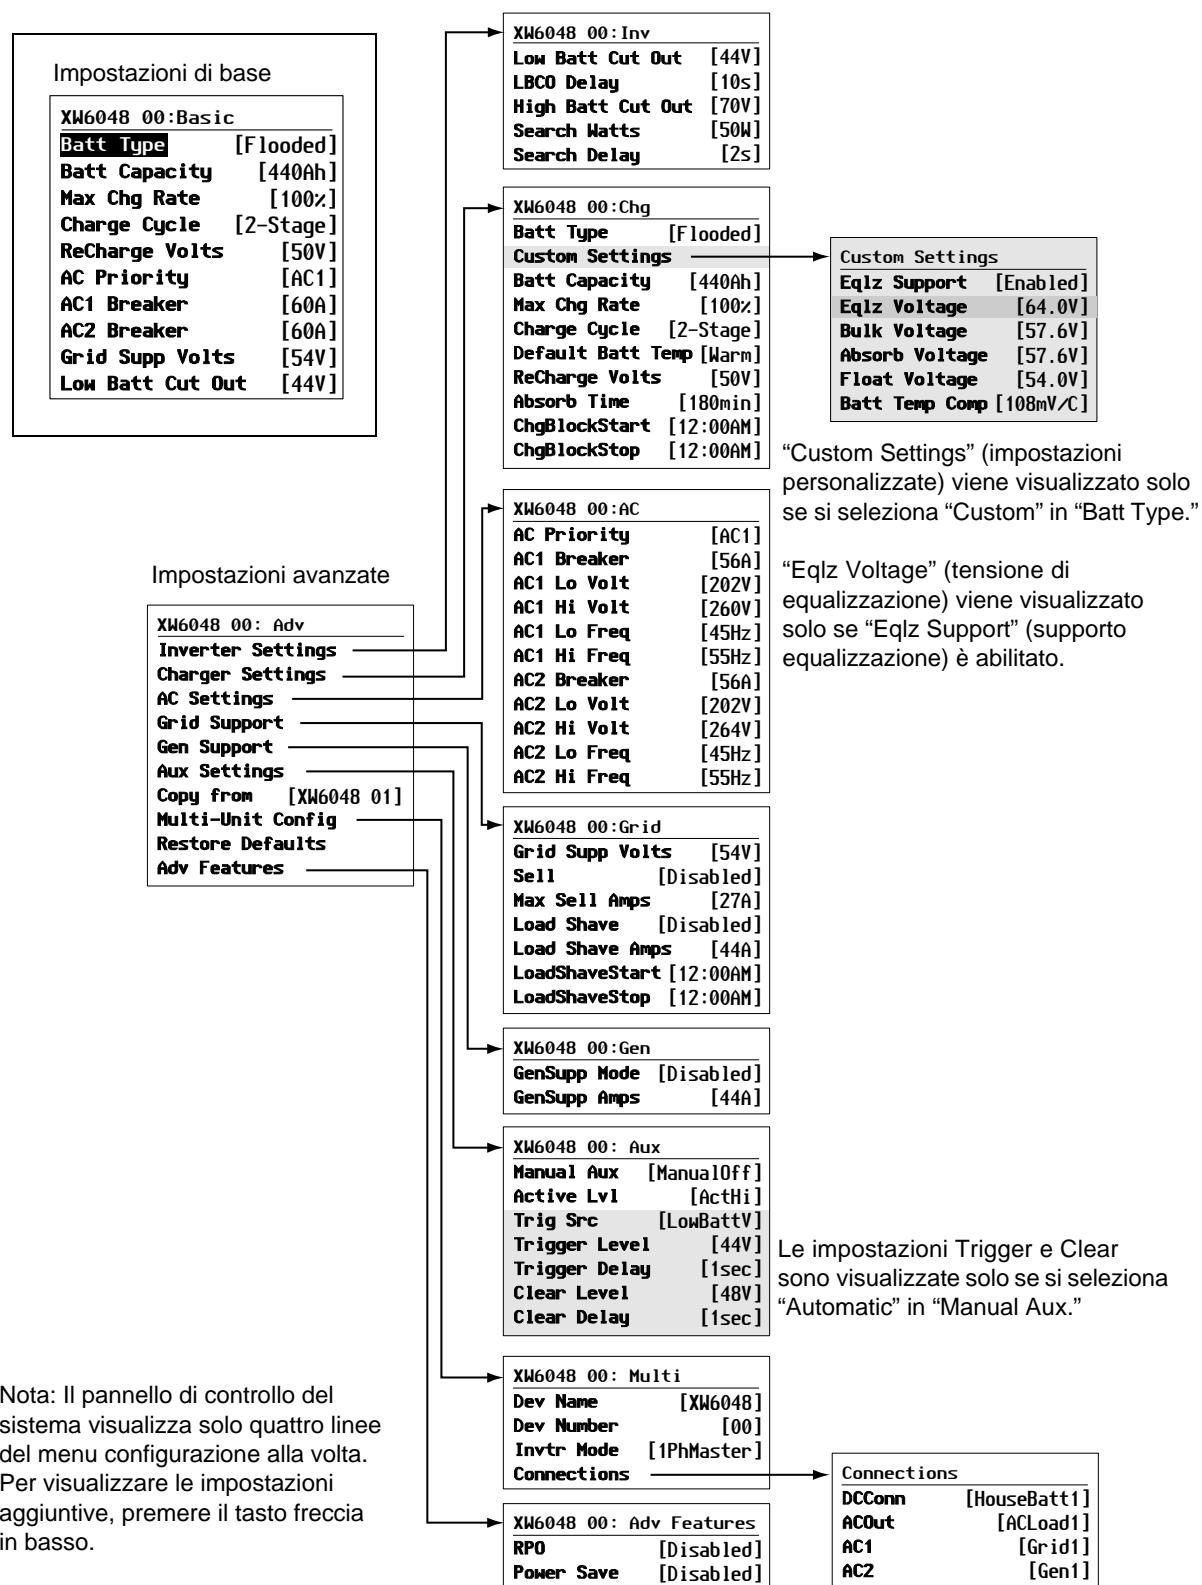 Impostazioni di base
XW6048 00:Basic
Batt Type [Flooded]
Batt Capacity [440Ah]
Max Chg Rate [100%]
Charge Cycle [2-Stage]
ReCharge Volts [50V]
AC Priority [AC1]
AC1 Breaker [60A]
AC2 Breaker [60A]
Grid Supp Volts [54V]
Low Batt Cut Out [44V]
Impostazioni avanzate
XW6048 00: Adv
Inverter Settings
Charger Settings
AC Settings
Grid Support
Gen Support
Aux Settings
Copy from [XW6048 01]
Multi-Unit Config
Restore Defaults
Adv Features
XW6048 00:Inv
Low Batt Cut Out [44V]
LBCO Delay [10s]
High Batt Cut Out [70V]
Search Watts [50W]
Search Delay [2s]
XW6048 00:Chg
Batt Type [Flooded]
Custom Settings
Batt Capacity [440Ah]
Max Chg Rate [100%]
Charge Cycle [2-Stage]
Default Batt Temp [Warm]
ReCharge Volts [50V]
Absorb Time [180min]
ChgBlockStart [12:00AM]
ChgBlockStop [12:00AM]
Custom Settings
Eqlz Support [Enabled]
Eqlz Voltage [64.0V]
Bulk Voltage [57.6V]
Absorb Voltage [57.6V]
Float Voltage [54.0V]
Batt Temp Comp [108mV/C]
“Custom Settings” (impostazioni
personalizzate) viene visualizzato solo
se si seleziona “Custom” in “Batt Type.”
“Eqlz Voltage” (tensione di
equalizzazione) viene visualizzato
solo se “Eqlz Support” (supporto
equalizzazione) è abilitato.
XW6048 00:AC
AC Priority [AC1]
AC1 Breaker [56A]
AC1 Lo Volt [202V]
AC1 Hi Volt [260V]
AC1 Lo Freq [45Hz]
AC1 Hi Freq [55Hz]
AC2 Breaker [56A]
AC2 Lo Volt [202V]
AC2 Hi Volt [264V]
AC2 Lo Freq [45Hz]
AC2 Hi Freq [55Hz]
XW6048 00:Grid
Grid Supp Volts [54V]
Sell [Disabled]
Max Sell Amps [27A]
Load Shave [Disabled]
Load Shave Amps [44A]
LoadShaveStart [12:00AM]
LoadShaveStop [12:00AM]
XW6048 00:Gen
GenSupp Mode [Disabled]
GenSupp Amps [44A]
XW6048 00: Aux
Manual Aux [ManualOff]
Active Lvl [ActHi]
Trig Src [LowBattV]
Trigger Level [44V]
Trigger Delay [1sec]
Clear Level [48V]
Clear Delay [1sec]
Le impostazioni Trigger e Clear
sono visualizzate solo se si seleziona
“Automatic” in “Manual Aux.”
XW6048 00: Multi
Dev Name [XW6048]
Dev Number [00]
Invtr Mode [1PhMaster]
Connections
Connections
DCConn [HouseBatt1]
ACOut [ACLoad1]
AC1 [Grid1]
AC2 [Gen1]
XW6048 00: Adv Features
RPO [Disabled]
Power Save [Disabled]
Nota: Il pannello di controllo del
sistema visualizza solo quattro linee
del menu configurazione alla volta.
Per visualizzare le impostazioni
aggiuntive, premere il tasto freccia
in basso.